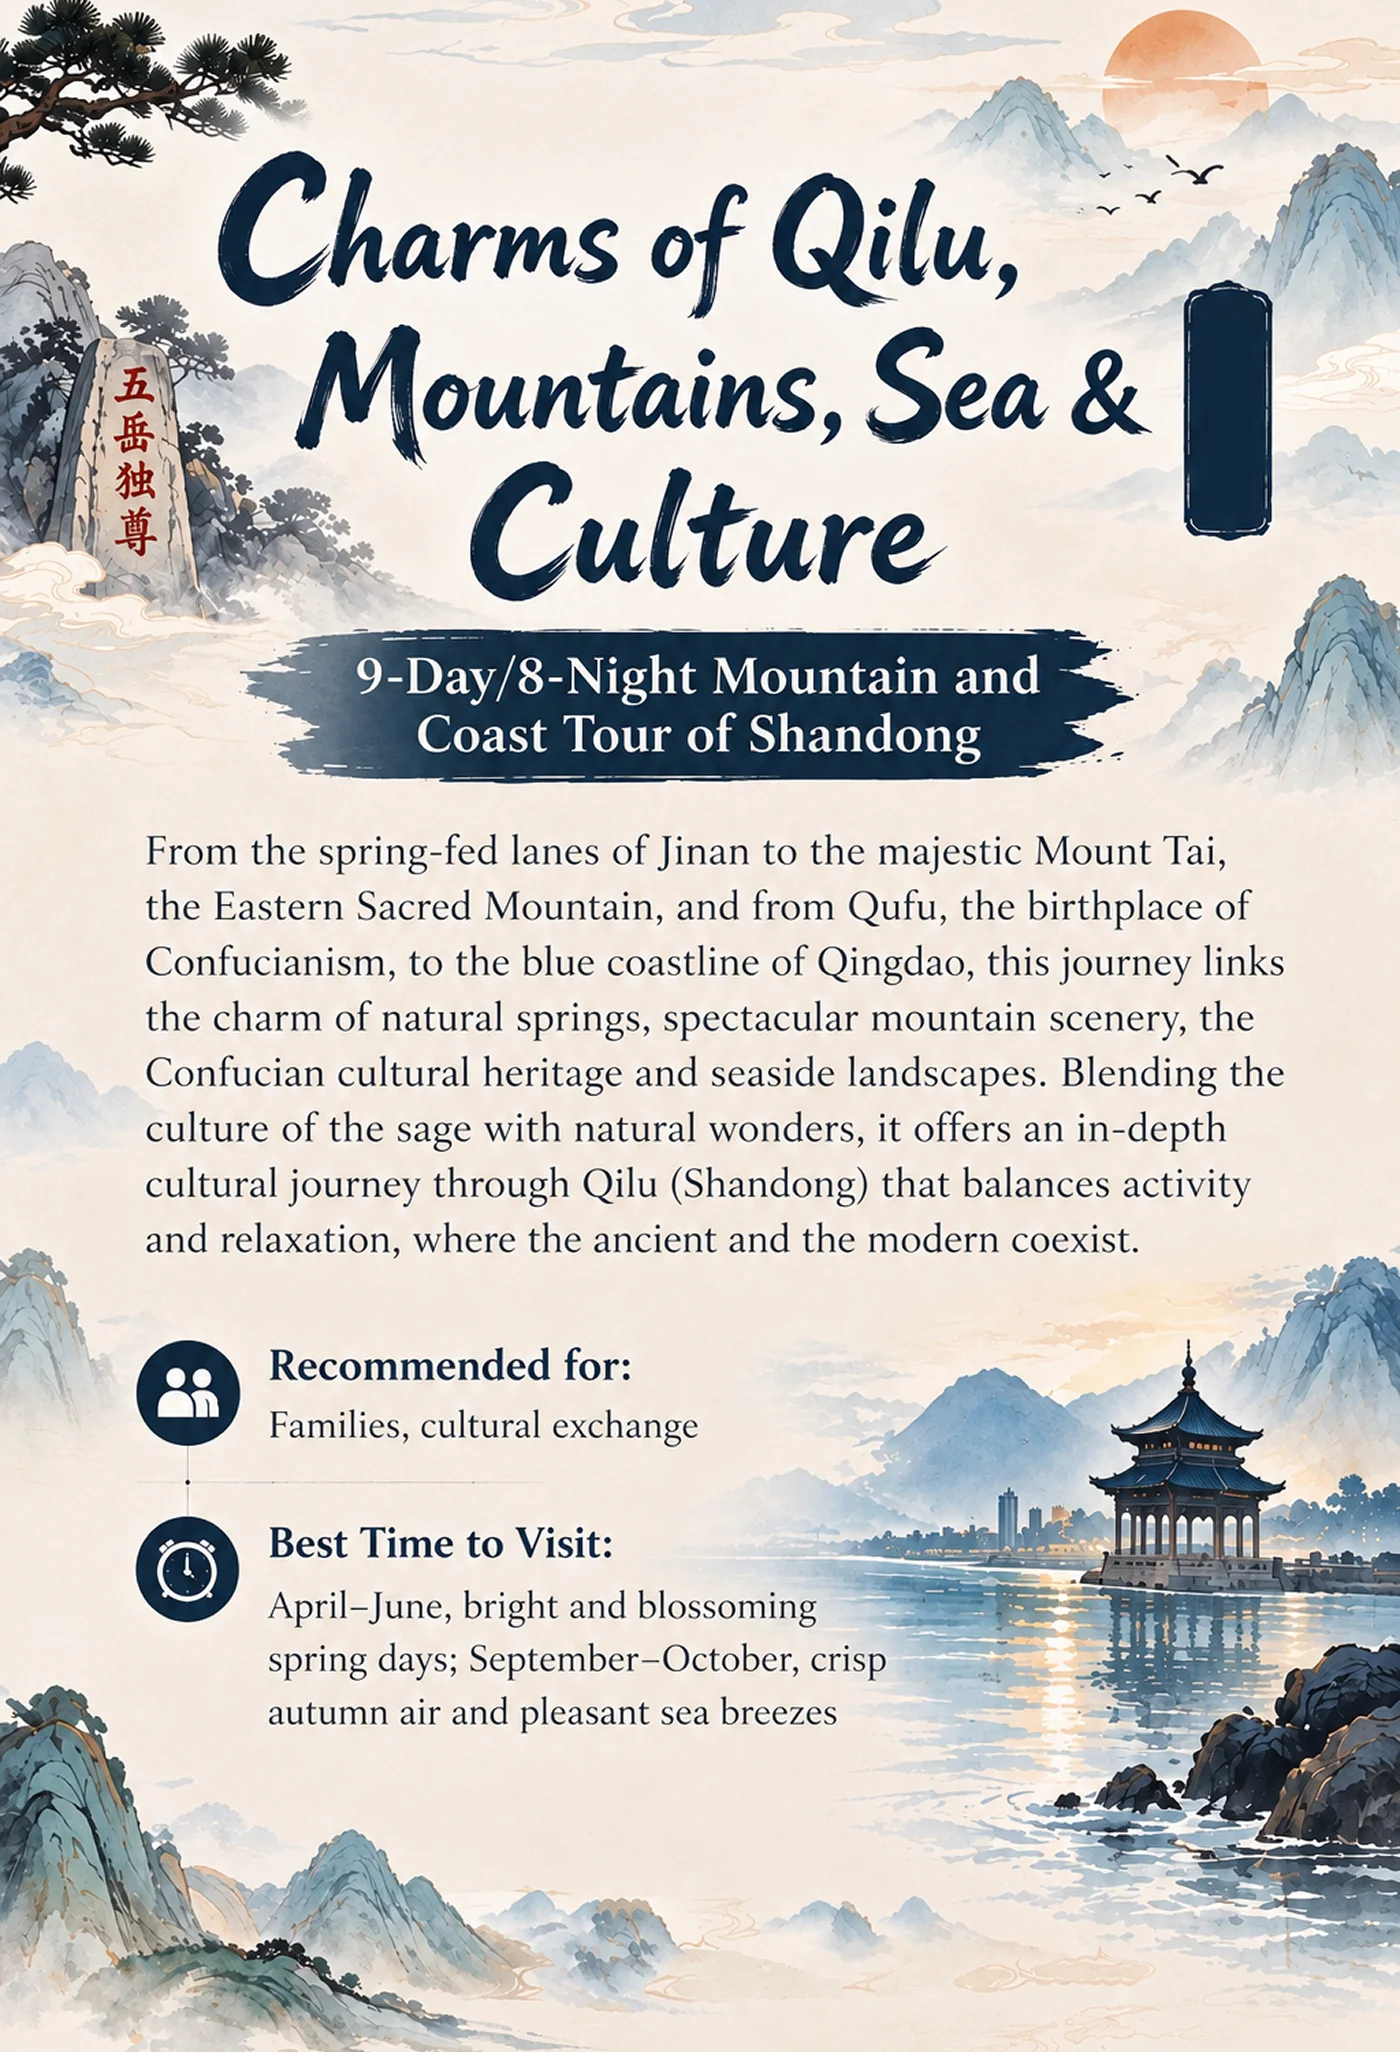 Charms of Qilu,
Mountains, Sea &
Culture
五岳独尊
9-Day/8-Night Mountain and
Coast Tour of Shandong
From the spring-fed lanes of Jinan to the majestic Mount Tai,
the Eastern Sacred Mountain, and from Qufu, the birthplace of
Confucianism, to the blue coastline of Qingdao, this journey links
the charm of natural springs, spectacular mountain scenery, the
Confucian cultural heritage and seaside landscapes. Blending the
culture of the sage with natural wonders, it offers an in-depth
cultural journey through Qilu (Shandong) that balances activity
and relaxation, where the ancient and the modern coexist.
Recommended for:
Families, cultural exchange
Best Time to Visit:
April–June, bright and blossoming
spring days; September–October, crisp
autumn air and pleasant sea breezes